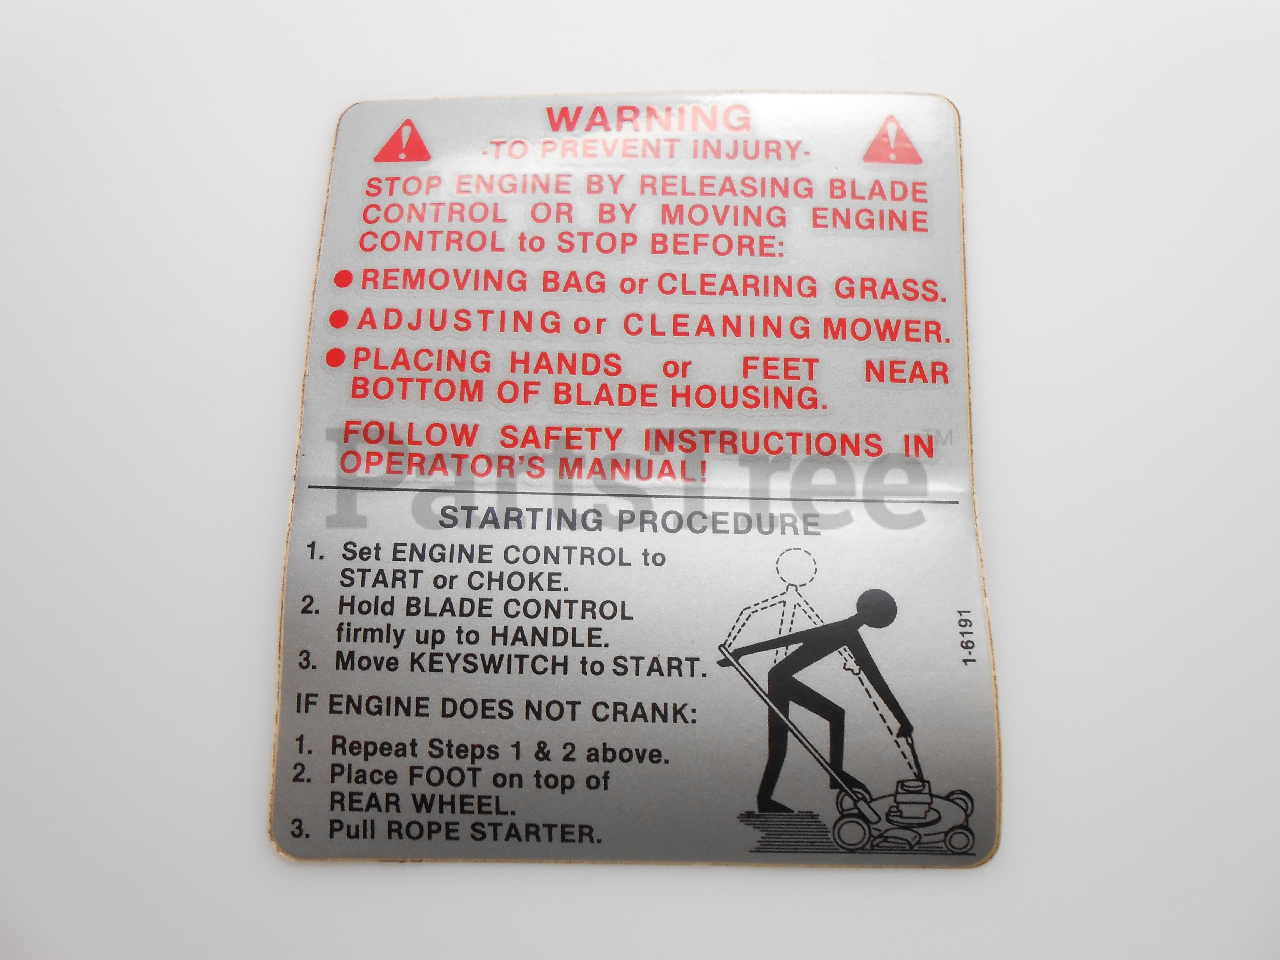 WARNING
-TO PREVENT INJURY-
STOP ENGINE BY RELEASING BLADE
CONTROL OR BY MOVING ENGINE
CONTROL to STOP BEFORE:
● REMOVING BAG or CLEARING GRASS.
● ADJUSTING or CLEANING MOWER.
● PLACING HANDS or FEET NEAR
BOTTOM OF BLADE HOUSING.
FOLLOW SAFETY INSTRUCTIONS IN
OPERATOR'S MANUAL!
PartsTree™
STARTING PROCEDURE
1. Set ENGINE CONTROL to
START or CHOKE.
2. Hold BLADE CONTROL
firmly up to HANDLE.
3. Move KEYSWITCH to START.
IF ENGINE DOES NOT CRANK:
1. Repeat Steps 1 & 2 above.
2. Place FOOT on top of
REAR WHEEL.
3. Pull ROPE STARTER.
1-6191